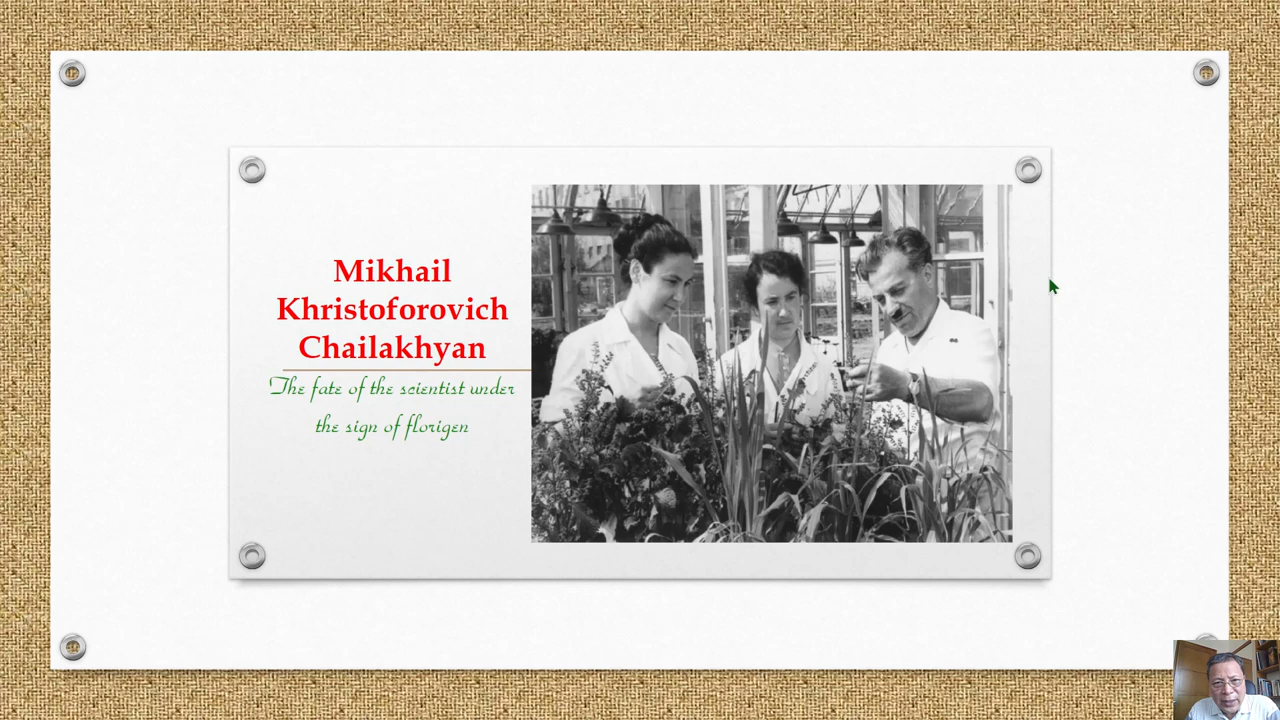 Mikhail
Khristoforovich
Chailakhyan
The fate of the scientist under
the sign of florigen